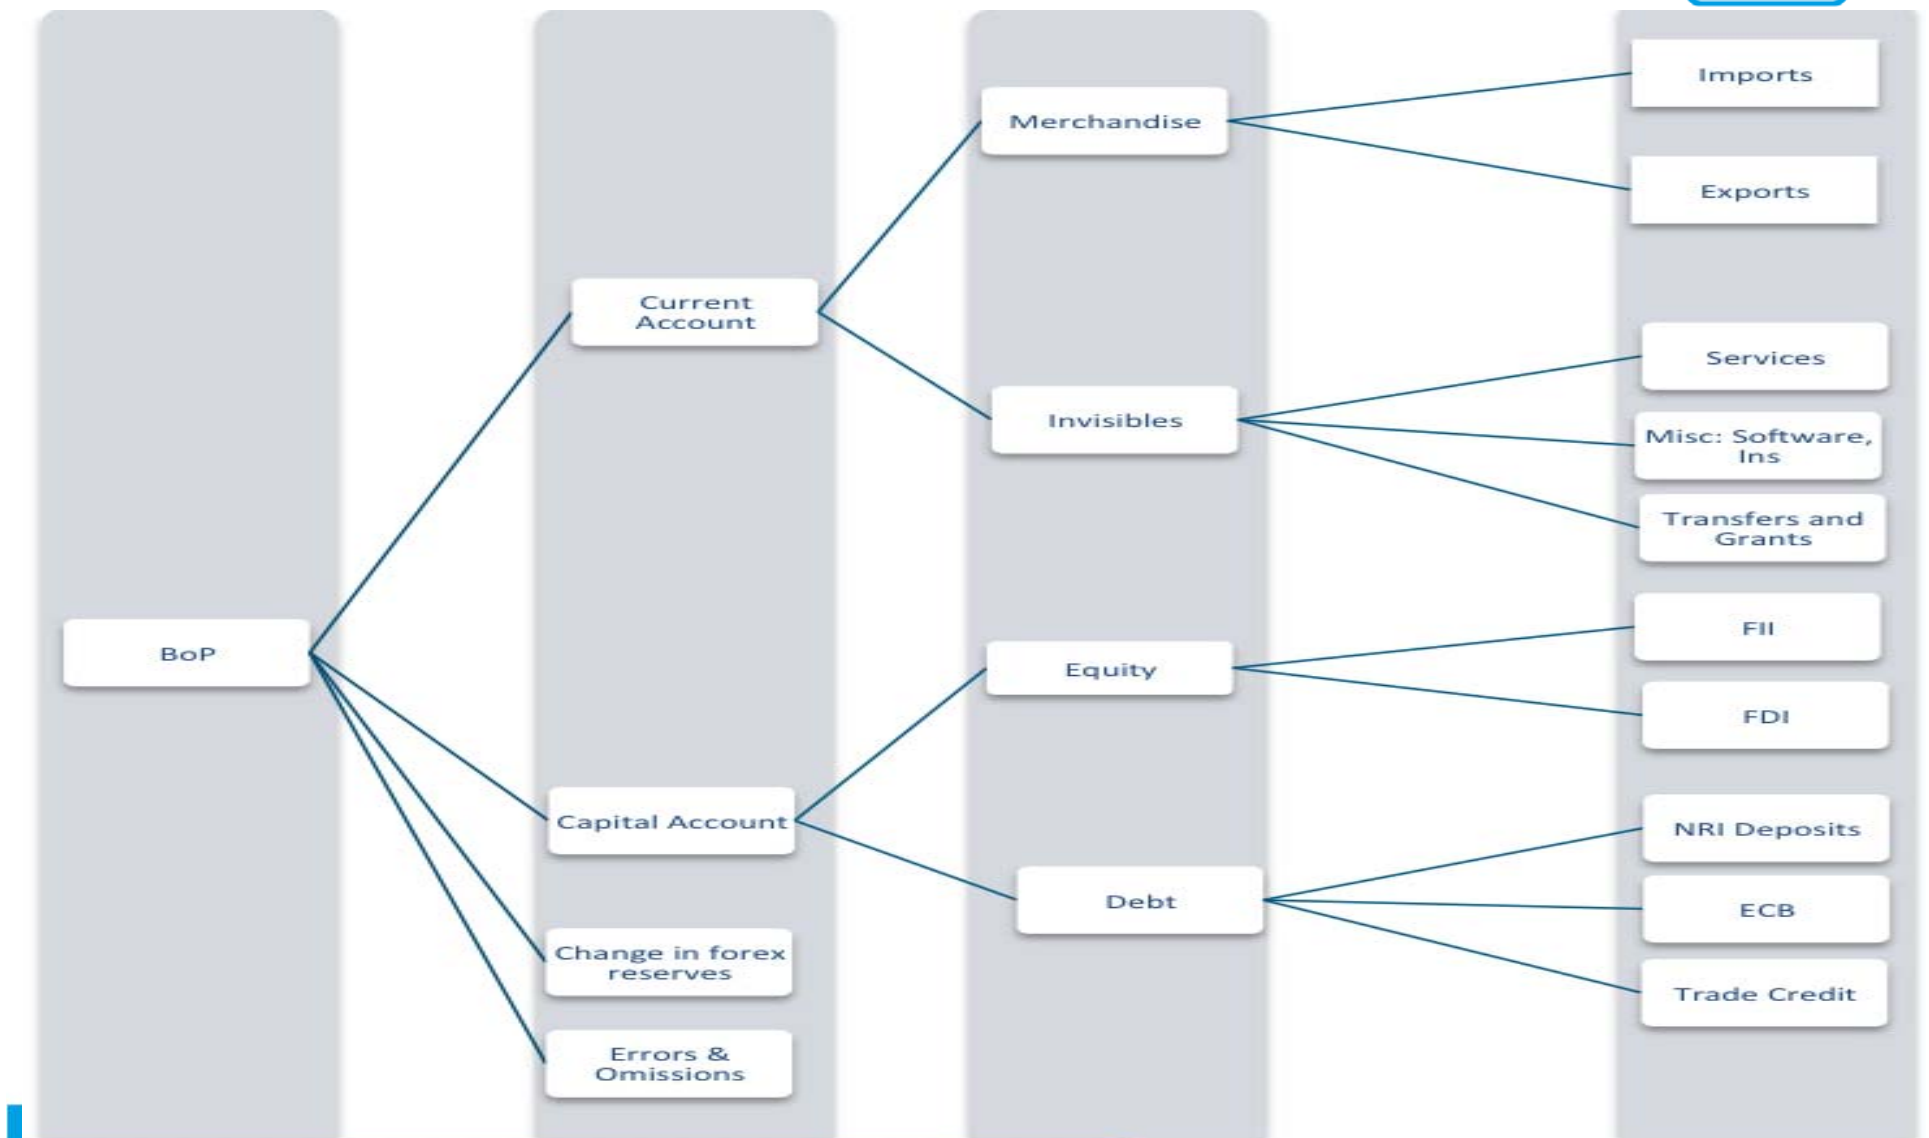 BoP
Current
Account
Capital Account
Change in forex
reserves
Errors &
Omissions
Merchandise
Invisibles
Equity
Debt
Imports
Exports
Services
Misc: Software,
Ins
Transfers and
Grants
FII
FDI
NRI Deposits
ECB
Trade Credit